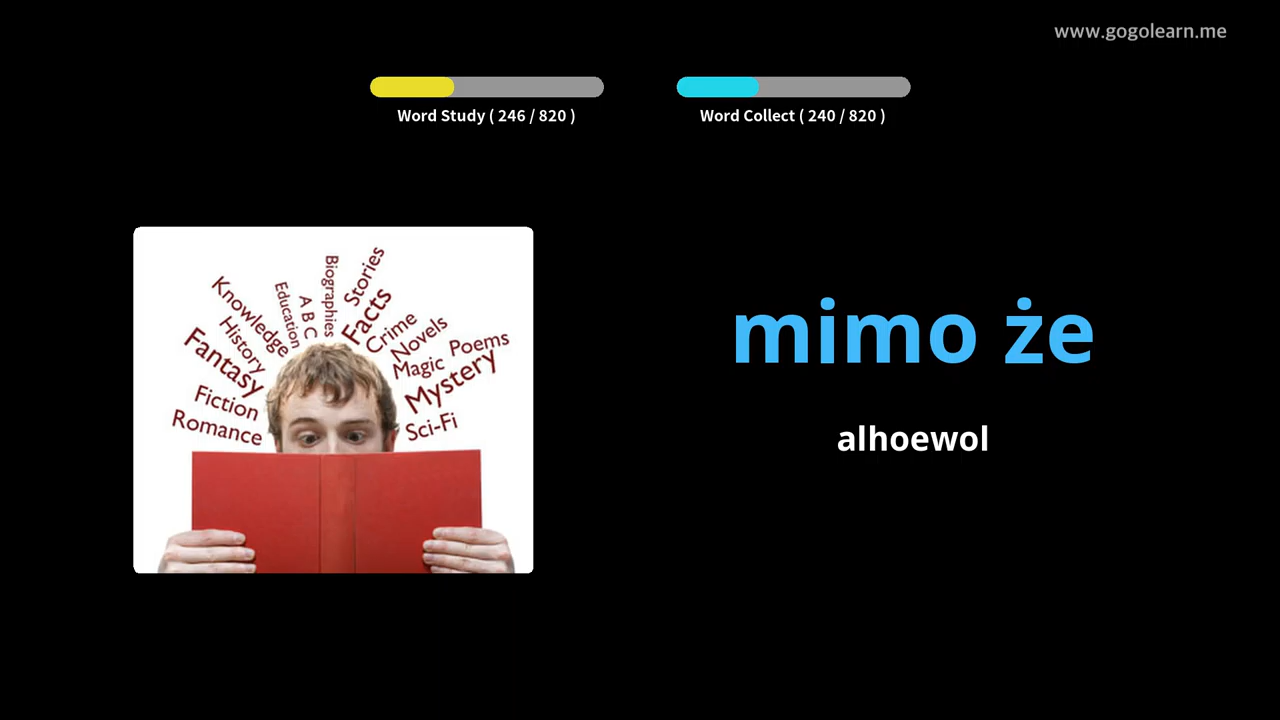 www.gogolearn.me
Word Study ( 246 / 820 )
Word Collect ( 240 / 820 )
Biographies
Stories
Education
A B C
Facts
Knowledge
Crime
History
Novels
Fantasy
Magic
Poems
Mystery
Fiction
Romance
Sci-Fi
mimo że
alhoewol